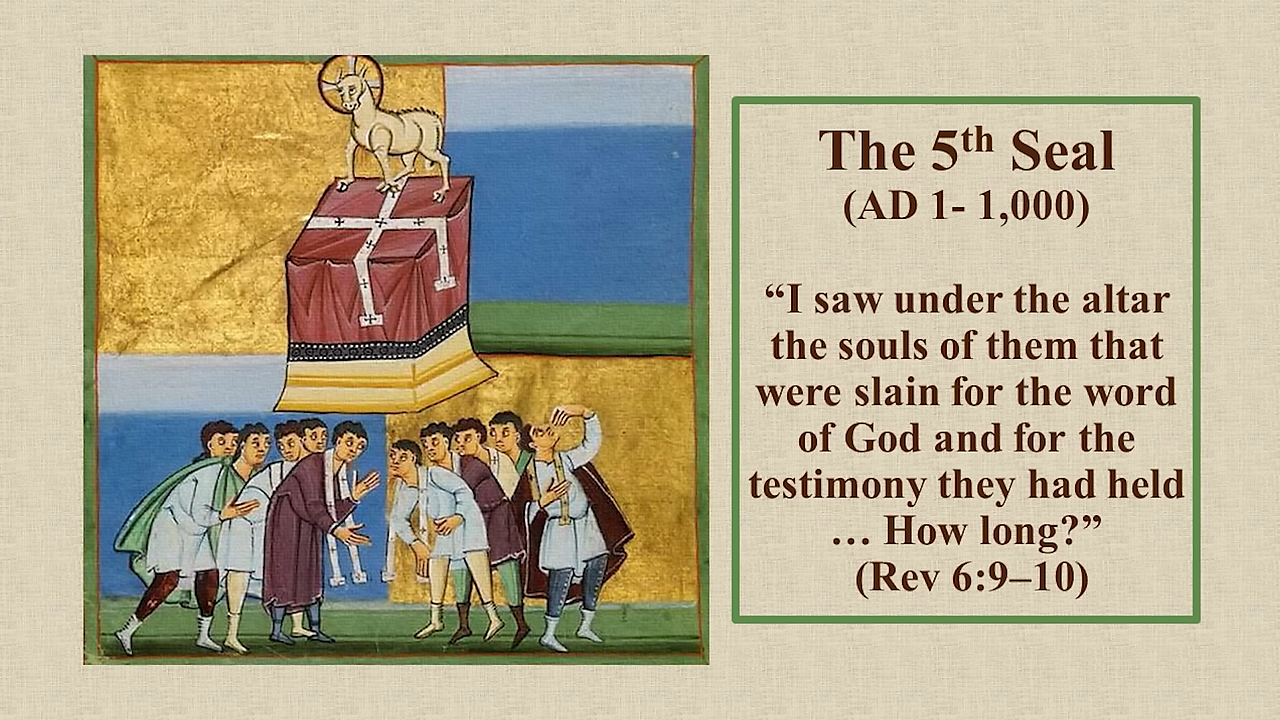 The 5th Seal
(AD 1- 1,000)
“I saw under the altar
the souls of them that
were slain for the word
of God and for the
testimony they had held
… How long?”
(Rev 6:9–10)